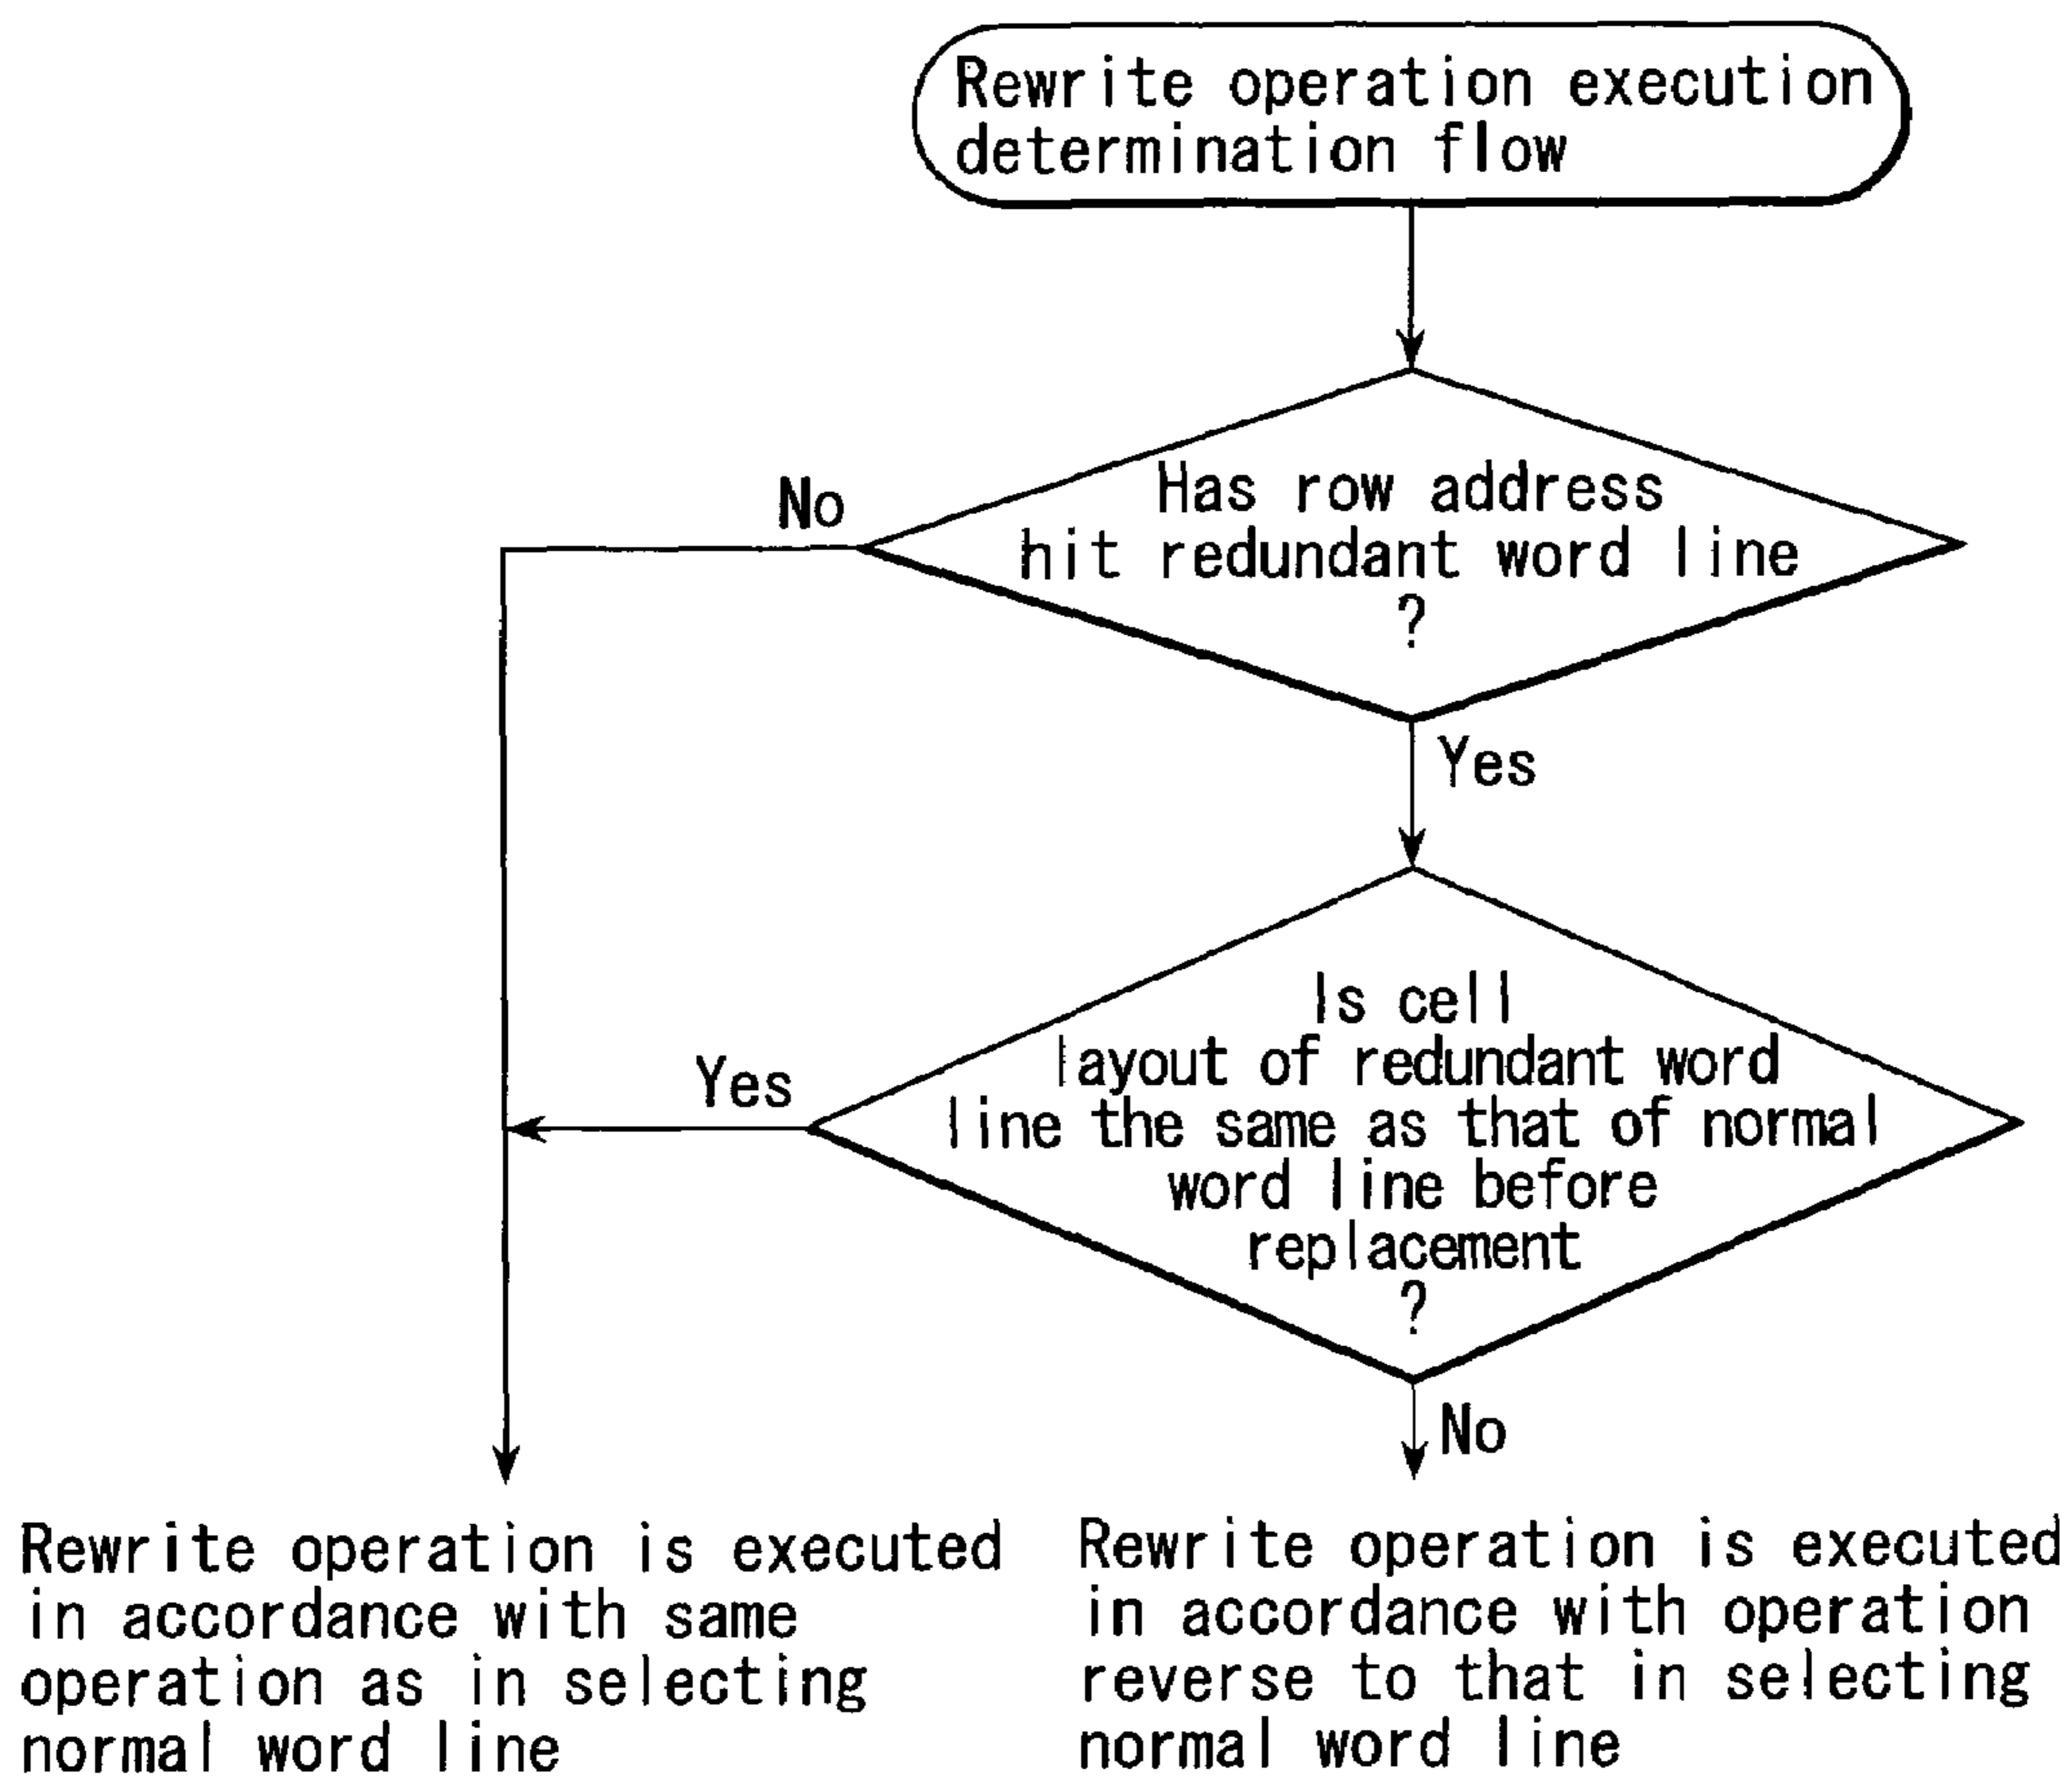 Rewrite operation execution
determination flow
Has row address
hit redundant word line
?
No
Yes
Is cell
layout of redundant word
line the same as that of normal
word line before
replacement
?
Yes
No
Rewrite operation is executed
in accordance with same
operation as in selecting
normal word line
Rewrite operation is executed
in accordance with operation
reverse to that in selecting
normal word line